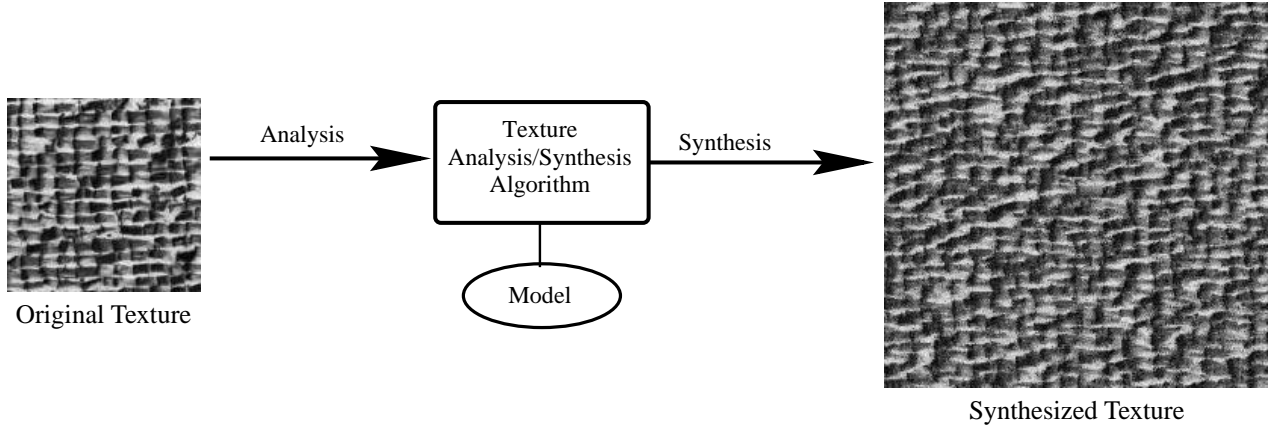 Analysis
Texture
Analysis/Synthesis
Algorithm
Synthesis
Model
Original Texture
Synthesized Texture